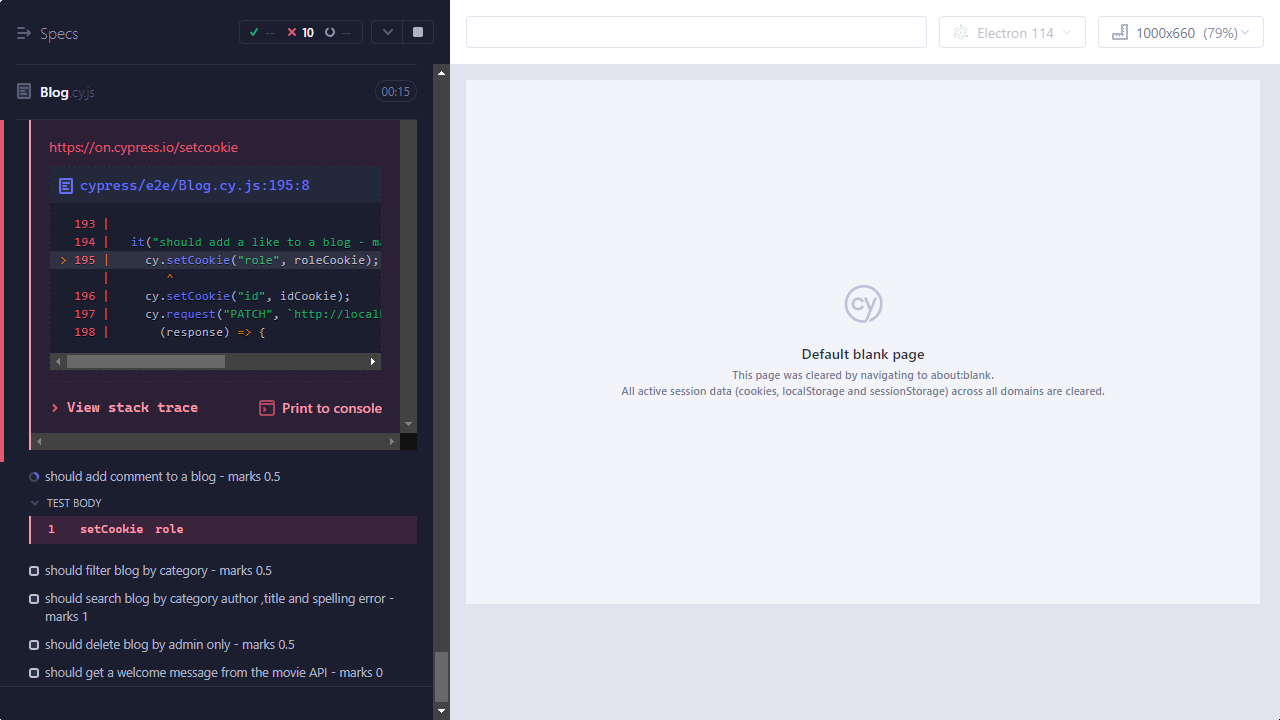 Specs
--
10
--
Electron 114
1000x660 (79%)
Blog.cy.js
00:15
https://on.cypress.io/setcookie
cypress/e2e/Blog.cy.js:195:8
193 |
194 | it("should add a like to a blog - ma
> 195 | cy.setCookie("role", roleCookie);
| ^
196 | cy.setCookie("id", idCookie);
197 | cy.request("PATCH", `http://local
198 | (response) => {
> View stack trace
Print to console
should add comment to a blog - marks 0.5
TEST BODY
1 setCookie role
should filter blog by category - marks 0.5
should search blog by category author ,title and spelling error -
marks 1
should delete blog by admin only - marks 0.5
should get a welcome message from the movie API - marks 0
cy
Default blank page
This page was cleared by navigating to about:blank.
All active session data (cookies, localStorage and sessionStorage) across all domains are cleared.